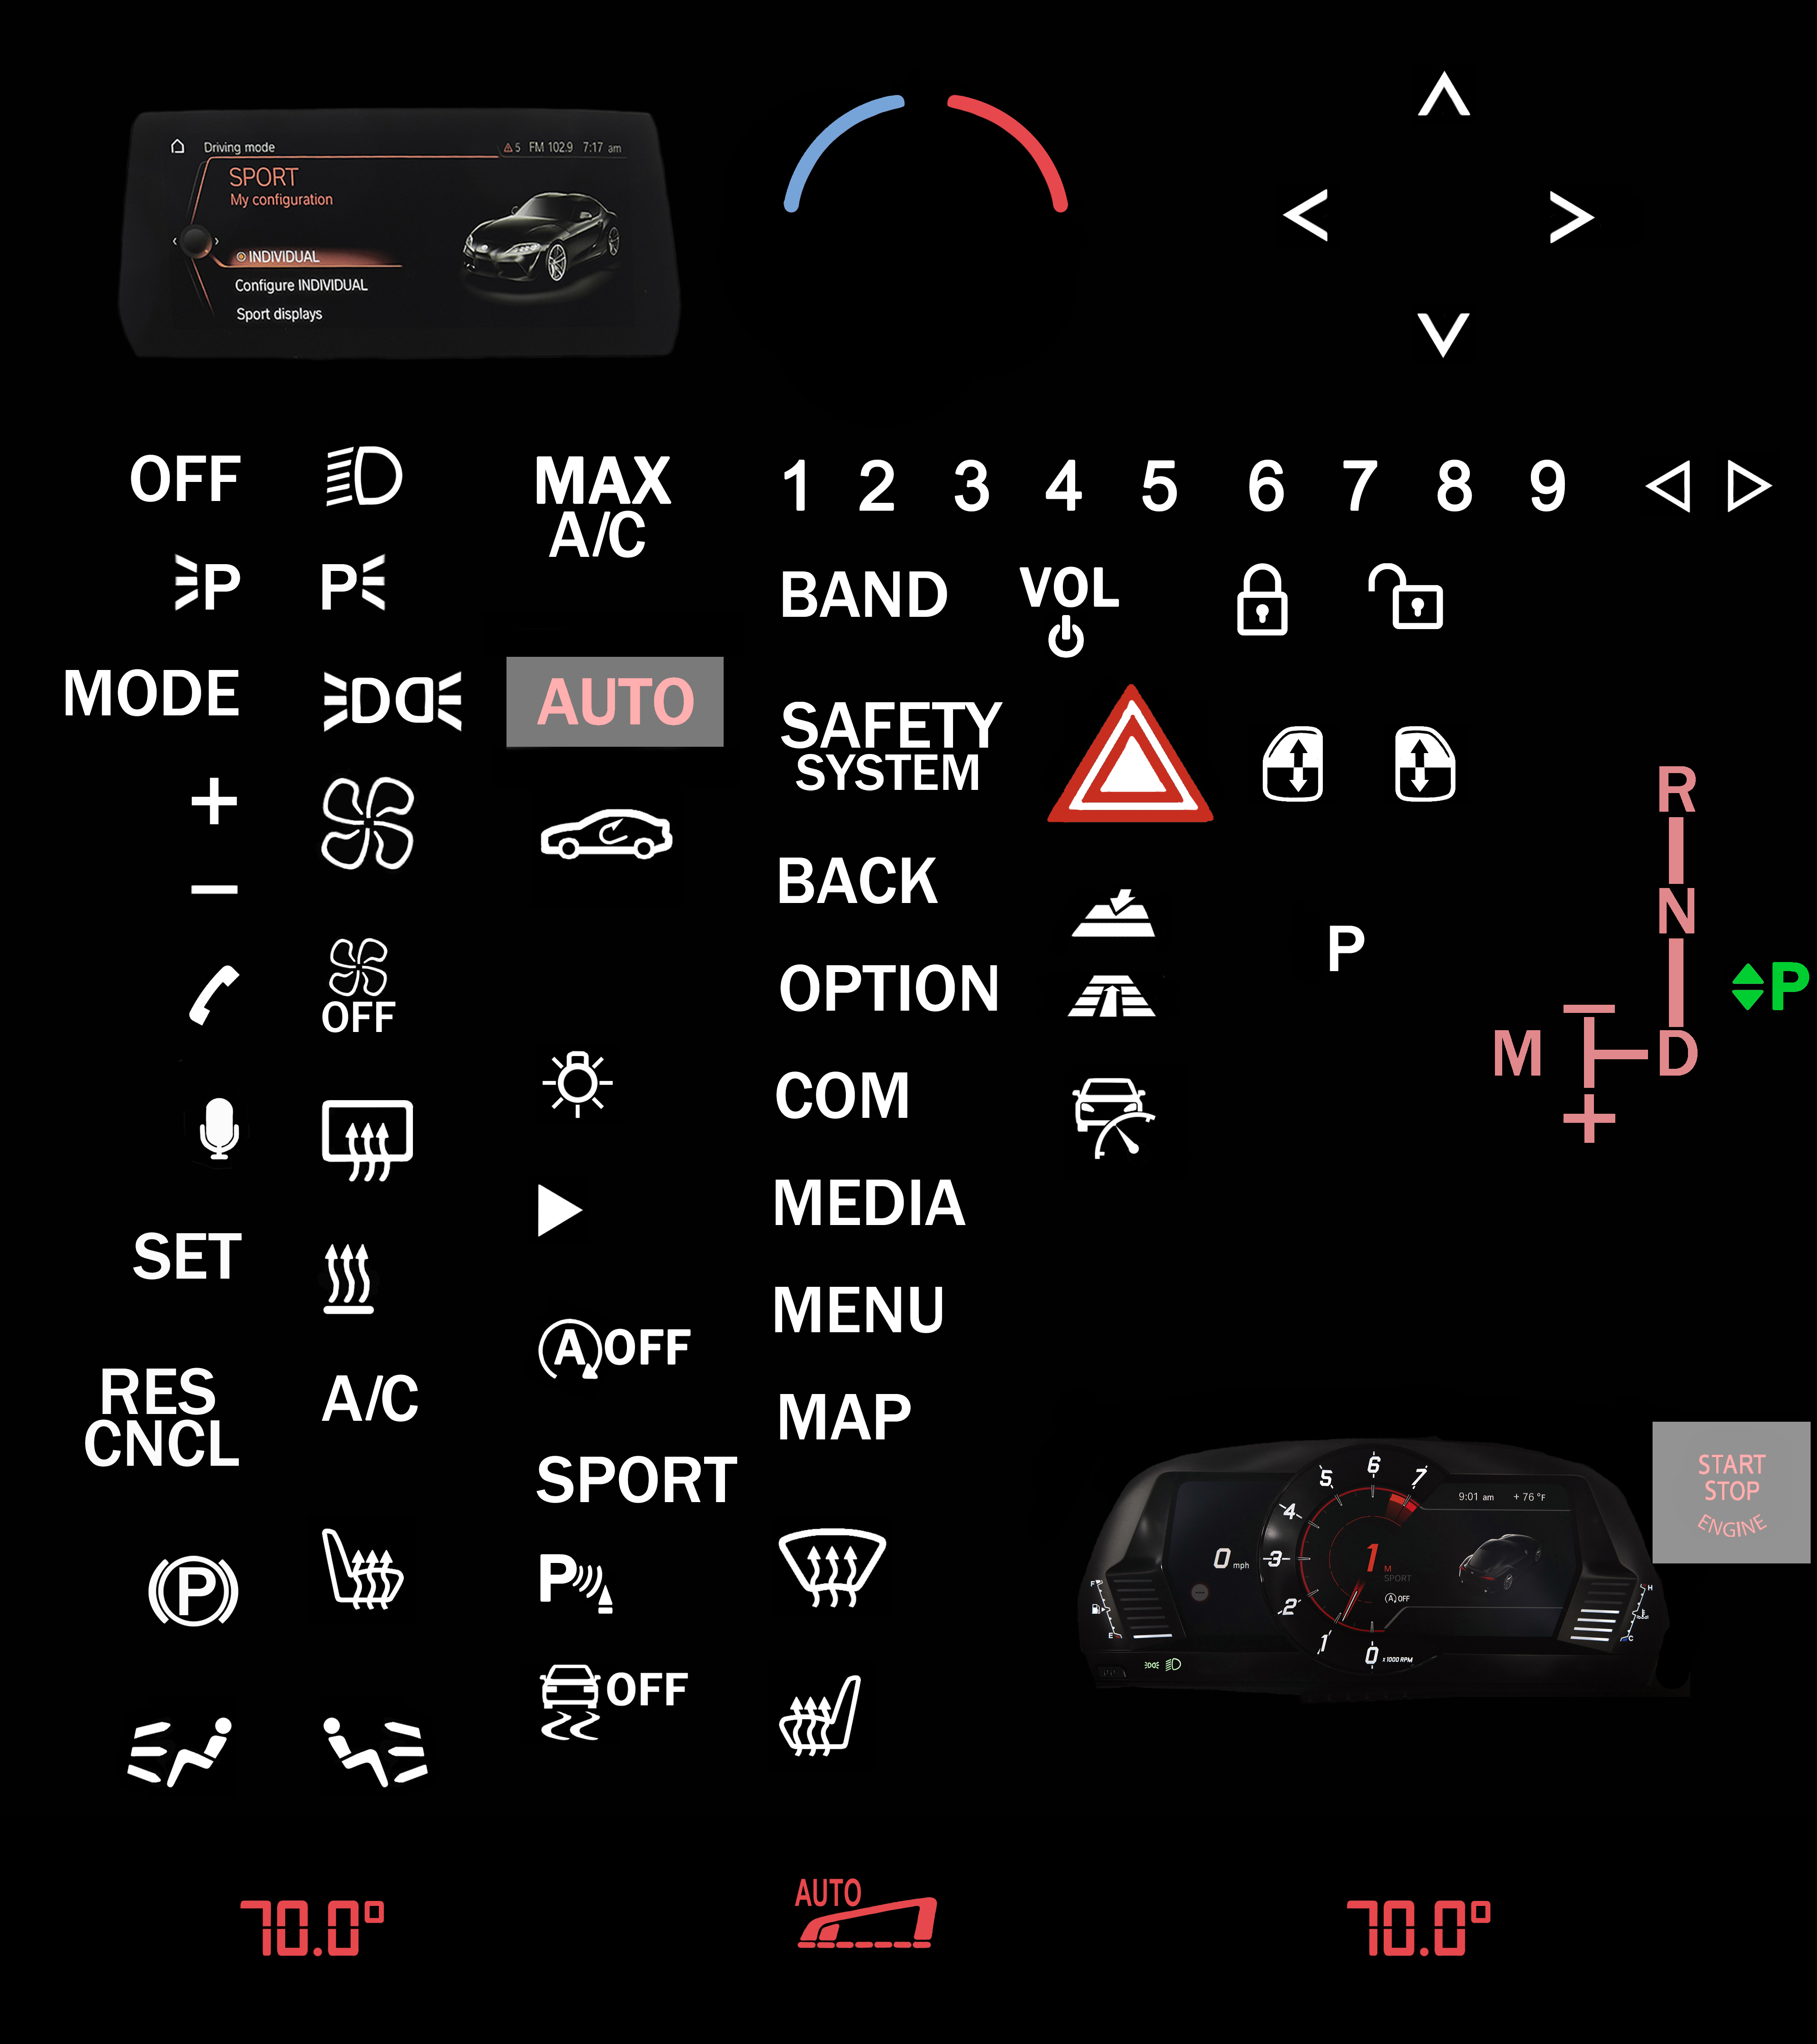 Driving mode
5 FM 102.9 7:17 am
SPORT
My configuration
INDIVIDUAL
Configure INDIVIDUAL
Sport displays
OFF
MAX
A/C
1 2 3 4 5 6 7 8 9
P
P
BAND
VOL
MODE
AUTO
SAFETY
SYSTEM
+
−
BACK
OFF
OPTION
P
R
N
D
M
+
P
COM
MEDIA
SET
MENU
A OFF
RES
CNCL
A/C
MAP
SPORT
START
STOP
ENGINE
P
P
OFF
9:01 am +76 °F
0 mph
0 1 2 3 4 5 6 7
x1000 RPM
1 M
SPORT
A OFF
F
E
H
C
AUTO
70.0°
70.0°